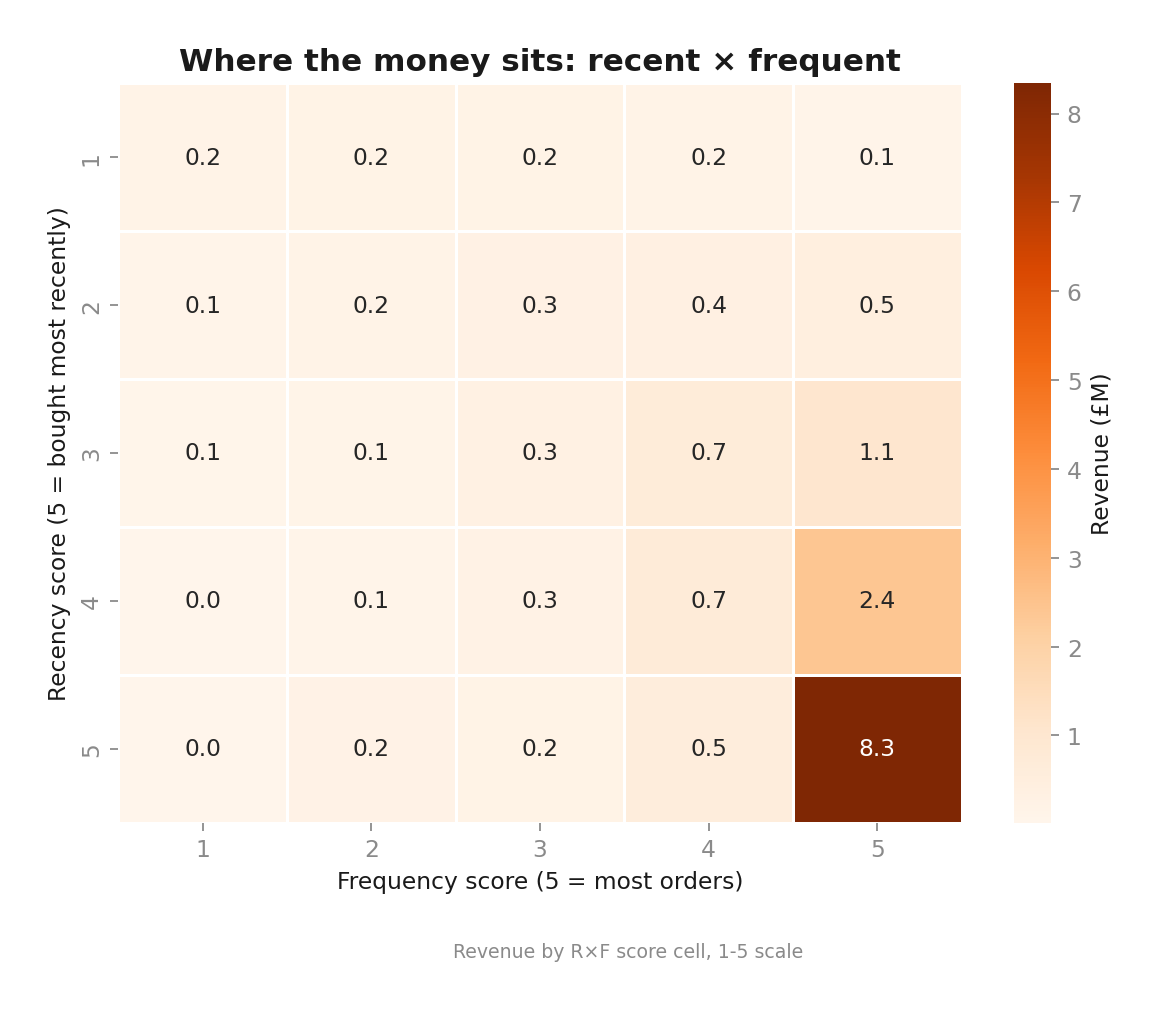 Where the money sits: recent × frequent
1 0.2 0.2 0.2 0.2 0.1
2 0.1 0.2 0.3 0.4 0.5
3 0.1 0.1 0.3 0.7 1.1
4 0.0 0.1 0.3 0.7 2.4
5 0.0 0.2 0.2 0.5 8.3
1 2 3 4 5
Recency score (5 = bought most recently)
Frequency score (5 = most orders)
8
7
6
5
4
3
2
1
Revenue (£M)
Revenue by R×F score cell, 1-5 scale